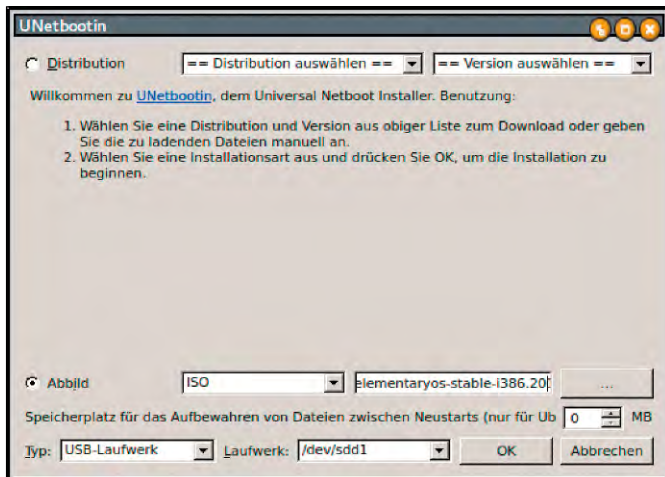 UNetbootin
Distribution == Distribution auswählen == == Version auswählen ==
Willkommen zu UNetbootin, dem Universal Netboot Installer. Benutzung:
1. Wählen Sie eine Distribution und Version aus obiger Liste zum Download oder geben
Sie die zu ladenden Dateien manuell an.
2. Wählen Sie eine Installationsart aus und drücken Sie OK, um die Installation zu
beginnen.
Abbild ISO elementaryos-stable-i386.20 ...
Speicherplatz für das Aufbewahren von Dateien zwischen Neustarts (nur für Ub 0 MB
Typ: USB-Laufwerk Laufwerk: /dev/sdd1 OK Abbrechen